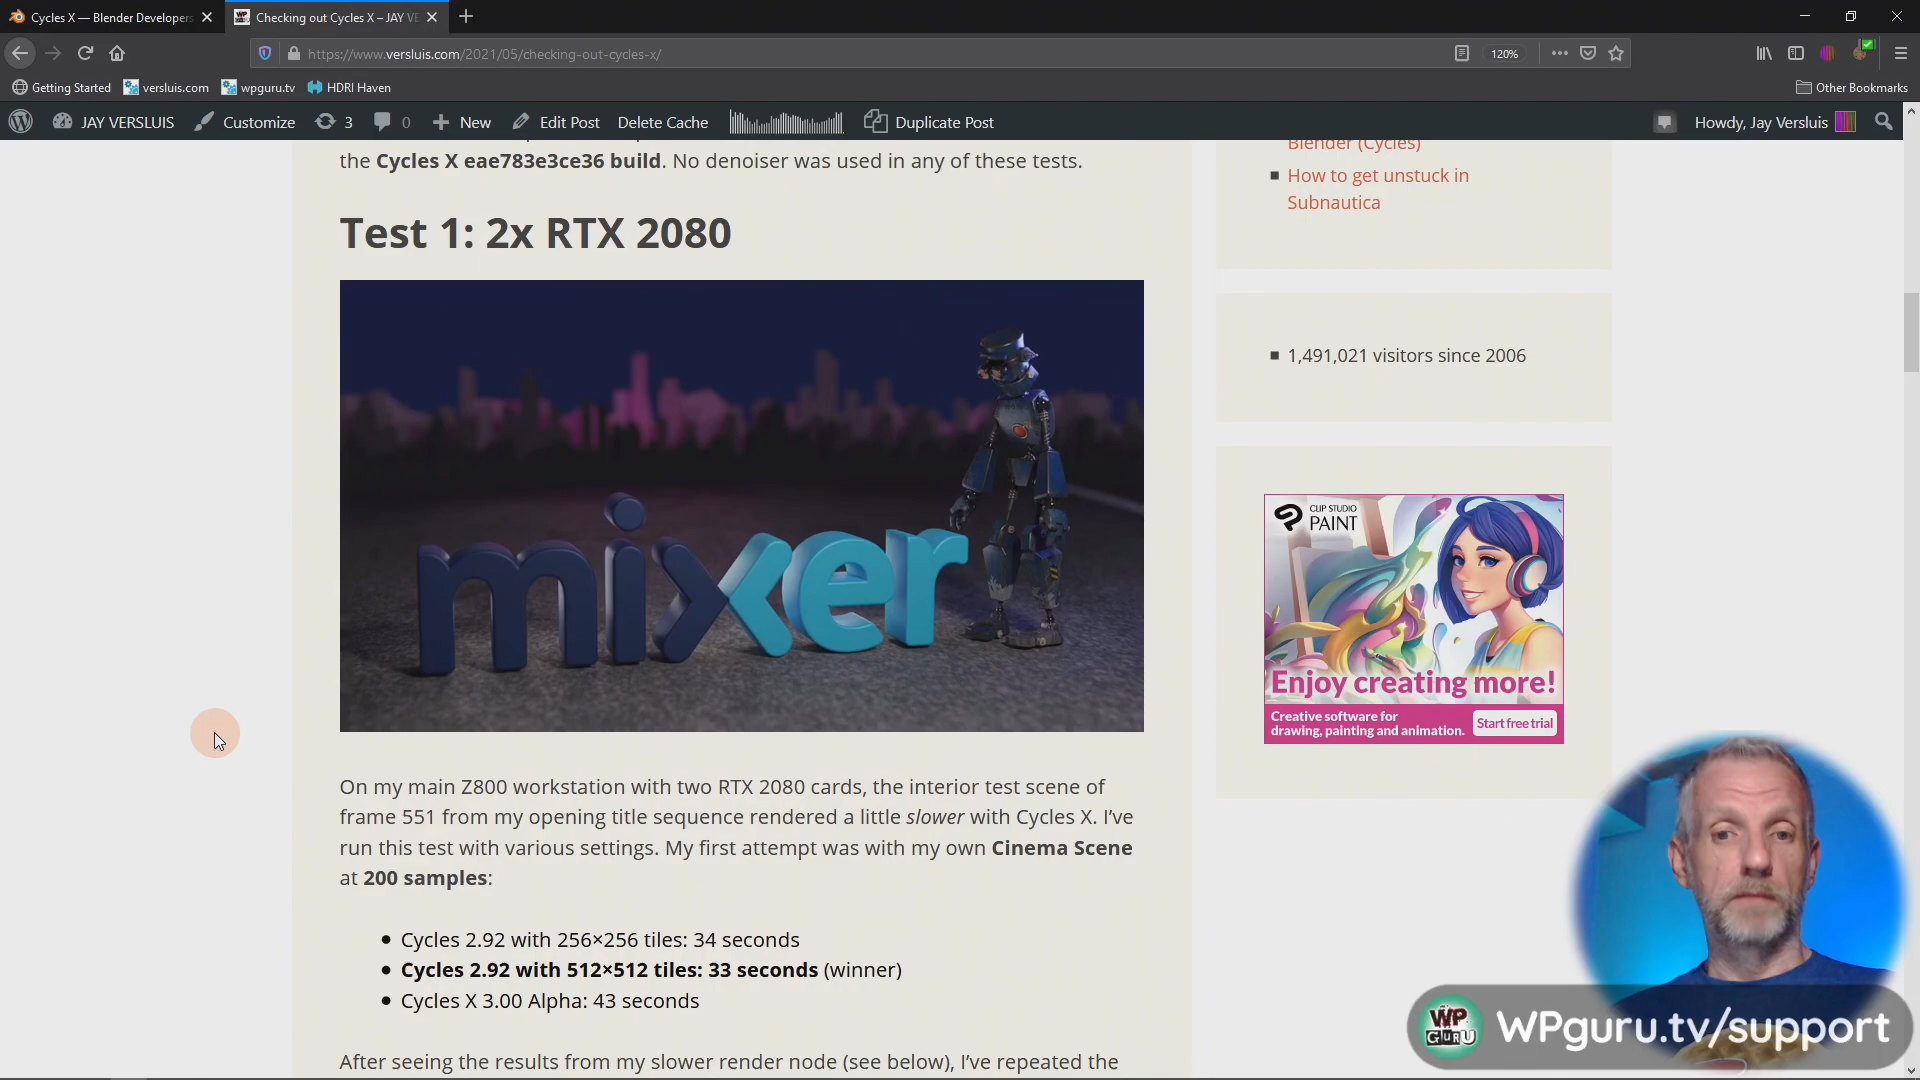 Cycles X — Blender Developers
Checking out Cycles X – JAY VE
https://www.versluis.com/2021/05/checking-out-cycles-x/
120%
Getting Started
versluis.com
wpguru.tv
HDRI Haven
Other Bookmarks
JAY VERSLUIS
Customize
3
0
New
Edit Post
Delete Cache
Duplicate Post
Howdy, Jay Versluis
the Cycles X eae783e3ce36 build. No denoiser was used in any of these tests.
Test 1: 2x RTX 2080
mixer
On my main Z800 workstation with two RTX 2080 cards, the interior test scene of
frame 551 from my opening title sequence rendered a little slower with Cycles X. I’ve
run this test with various settings. My first attempt was with my own Cinema Scene
at 200 samples:
Cycles 2.92 with 256×256 tiles: 34 seconds
Cycles 2.92 with 512×512 tiles: 33 seconds (winner)
Cycles X 3.00 Alpha: 43 seconds
After seeing the results from my slower render node (see below), I’ve repeated the
Blender (Cycles)
How to get unstuck in
Subnautica
1,491,021 visitors since 2006
CLIP STUDIO
PAINT
Enjoy creating more!
Creative software for
drawing, painting and animation.
Start free trial
WP
GURU
WPguru.tv/support